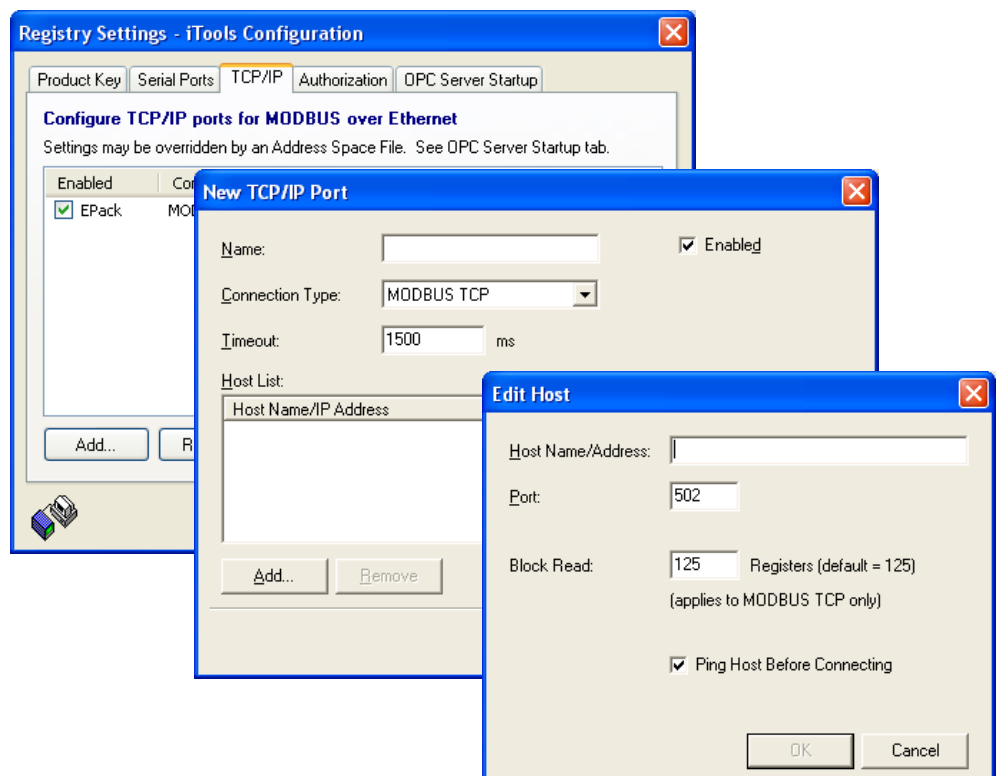 Registry Settings - iTools Configuration
Product Key Serial Ports TCP/IP Authorization OPC Server Startup
Configure TCP/IP ports for MODBUS over Ethernet
Settings may be overridden by an Address Space File. See OPC Server Startup tab.
Enabled
EPack
Add...
New TCP/IP Port
Name:
Enabled
Connection Type: MODBUS TCP
Timeout: 1500 ms
Host List:
Host Name/IP Address
Add... Remove
Edit Host
Host Name/Address:
Port: 502
Block Read: 125 Registers (default = 125)
(applies to MODBUS TCP only)
Ping Host Before Connecting
OK Cancel